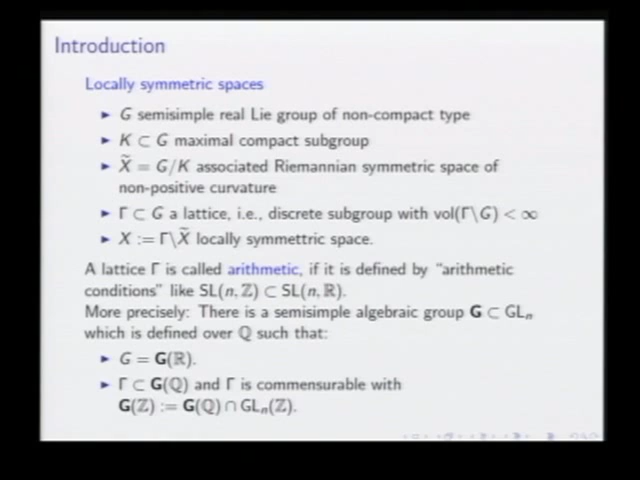 Introduction
Locally symmetric spaces
▶ G semisimple real Lie group of non-compact type
▶ K ⊂ G maximal compact subgroup
▶ X̃ = G/K associated Riemannian symmetric space of
non-positive curvature
▶ Γ ⊂ G a lattice, i.e., discrete subgroup with vol(Γ\G) < ∞
▶ X := Γ\X̃ locally symmettric space.
A lattice Γ is called arithmetic, if it is defined by "arithmetic
conditions" like SL(n, ℤ) ⊂ SL(n, ℝ).
More precisely: There is a semisimple algebraic group G ⊂ GLₙ
which is defined over ℚ such that:
▶ G = G(ℝ).
▶ Γ ⊂ G(ℚ) and Γ is commensurable with
G(ℤ) := G(ℚ) ∩ GLₙ(ℤ).